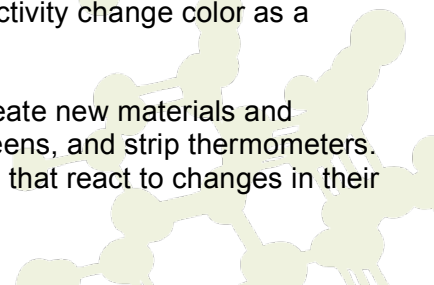 ctivity change color as a
eate new materials and
eens, and strip thermometers.
that react to changes in their